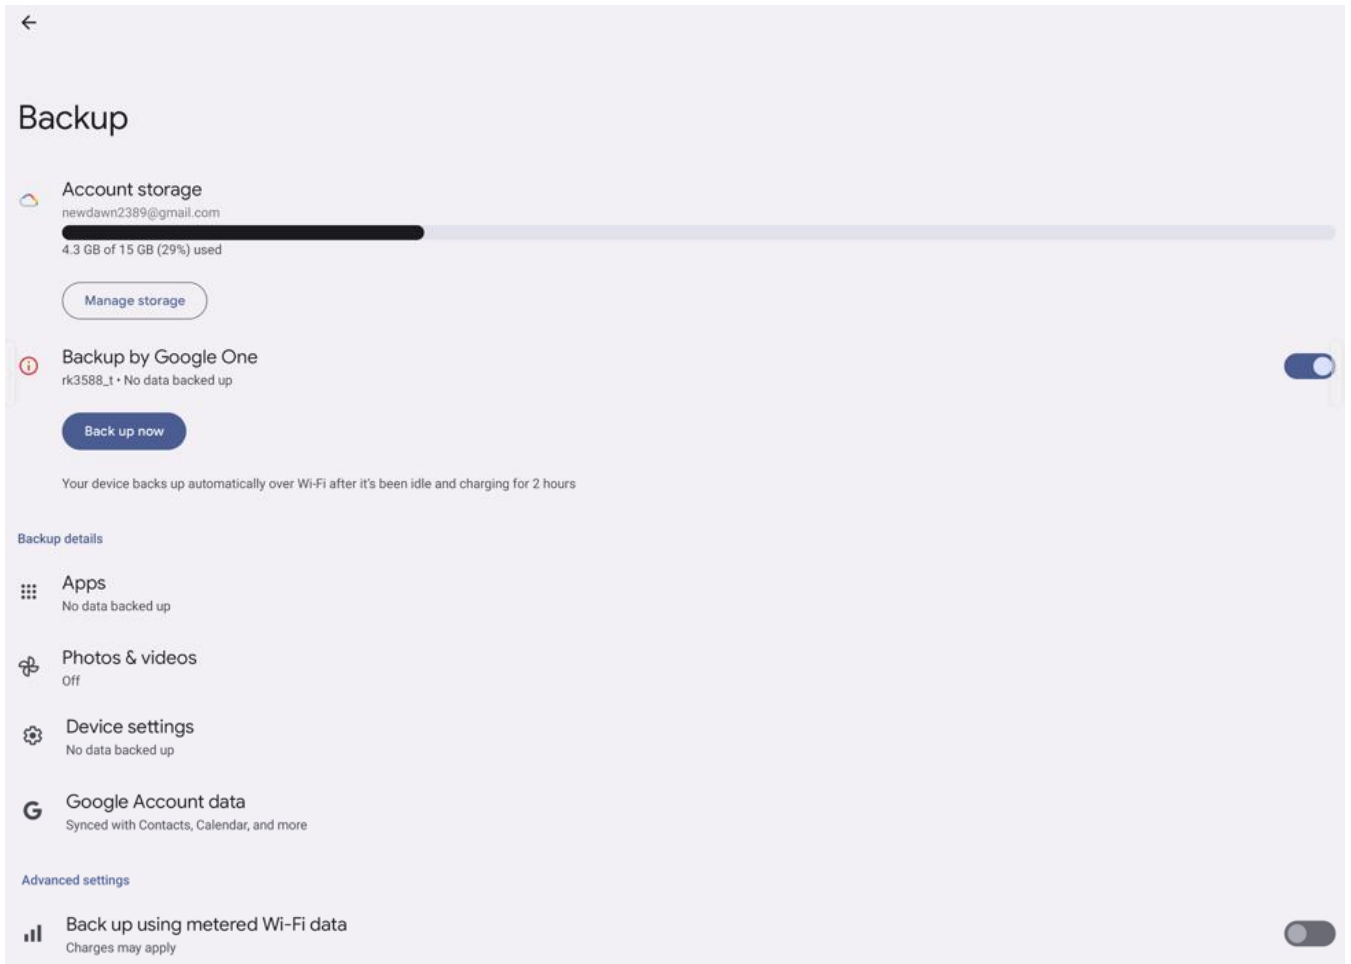 Backup
Account storage
newdawn2389@gmail.com
4.3 GB of 15 GB (29%) used
Manage storage
Backup by Google One
rk3588_t • No data backed up
Back up now
Your device backs up automatically over Wi-Fi after it's been idle and charging for 2 hours
Backup details
Apps
No data backed up
Photos & videos
Off
Device settings
No data backed up
Google Account data
Synced with Contacts, Calendar, and more
Advanced settings
Back up using metered Wi-Fi data
Charges may apply